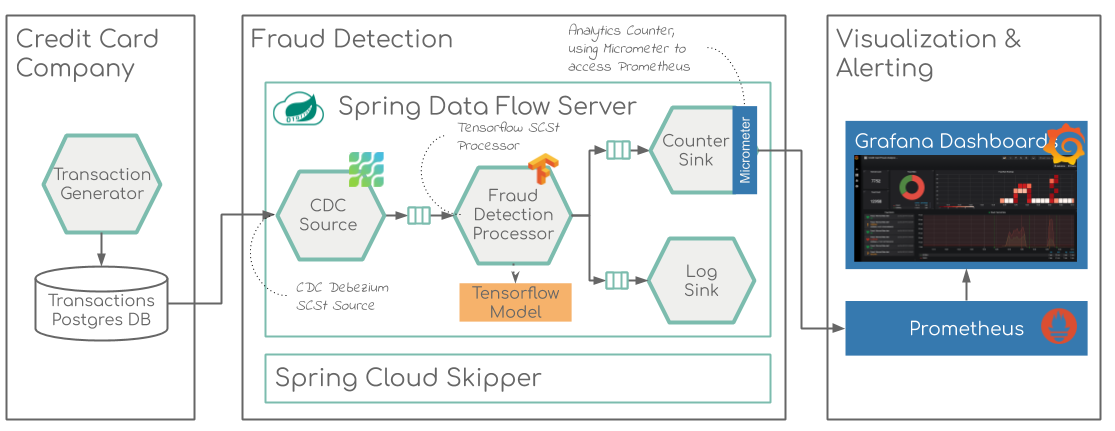 Credit Card
Company
Transaction
Generator
Transactions
Postgres DB
Fraud Detection
Analytics Counter,
using Micrometer to
access Prometheus
Spring Data Flow Server
Tensorflow SCSt
Processor
CDC
Source
CDC Debezium
SCSt Source
Fraud
Detection
Processor
Tensorflow
Model
Counter
Sink
Micrometer
Log
Sink
Spring Cloud Skipper
Visualization &
Alerting
Grafana Dashboards
Prometheus